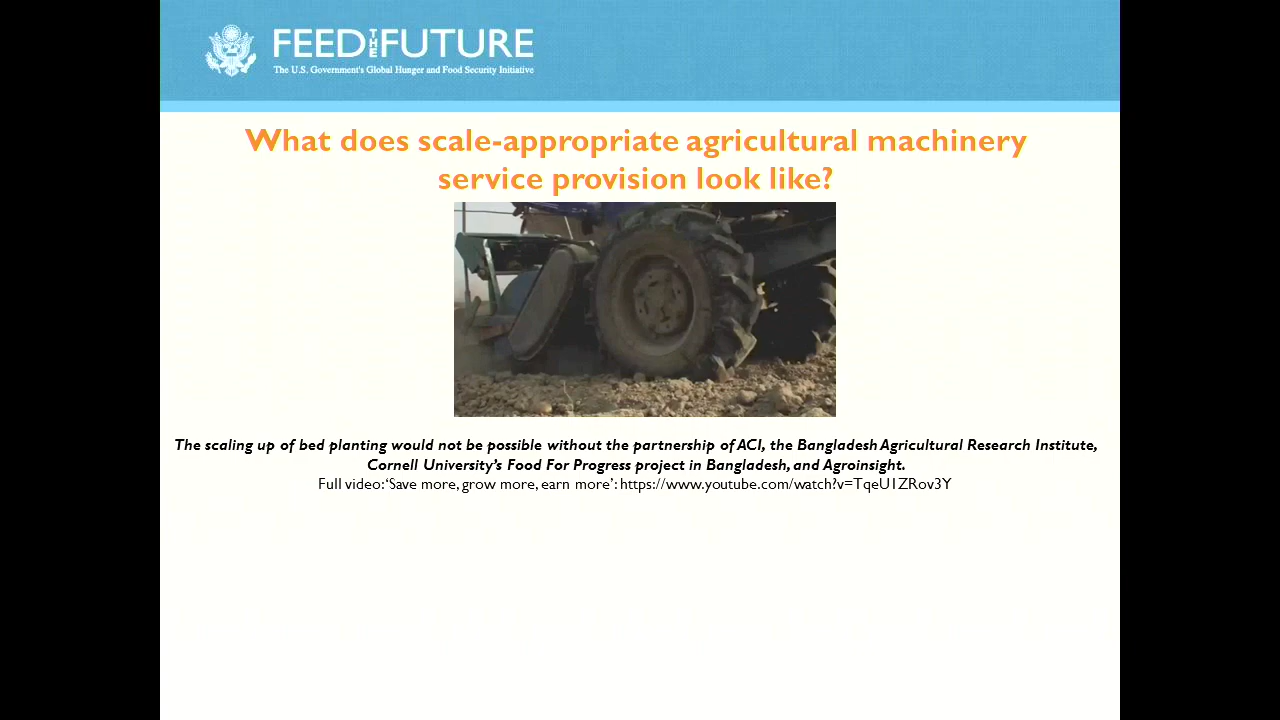 FEED THE FUTURE
The U.S. Government's Global Hunger and Food Security Initiative
What does scale-appropriate agricultural machinery
service provision look like?
The scaling up of bed planting would not be possible without the partnership of ACI, the Bangladesh Agricultural Research Institute,
Cornell University's Food For Progress project in Bangladesh, and Agroinsight.
Full video: ‘Save more, grow more, earn more’: https://www.youtube.com/watch?v=TqeU1ZRov3Y